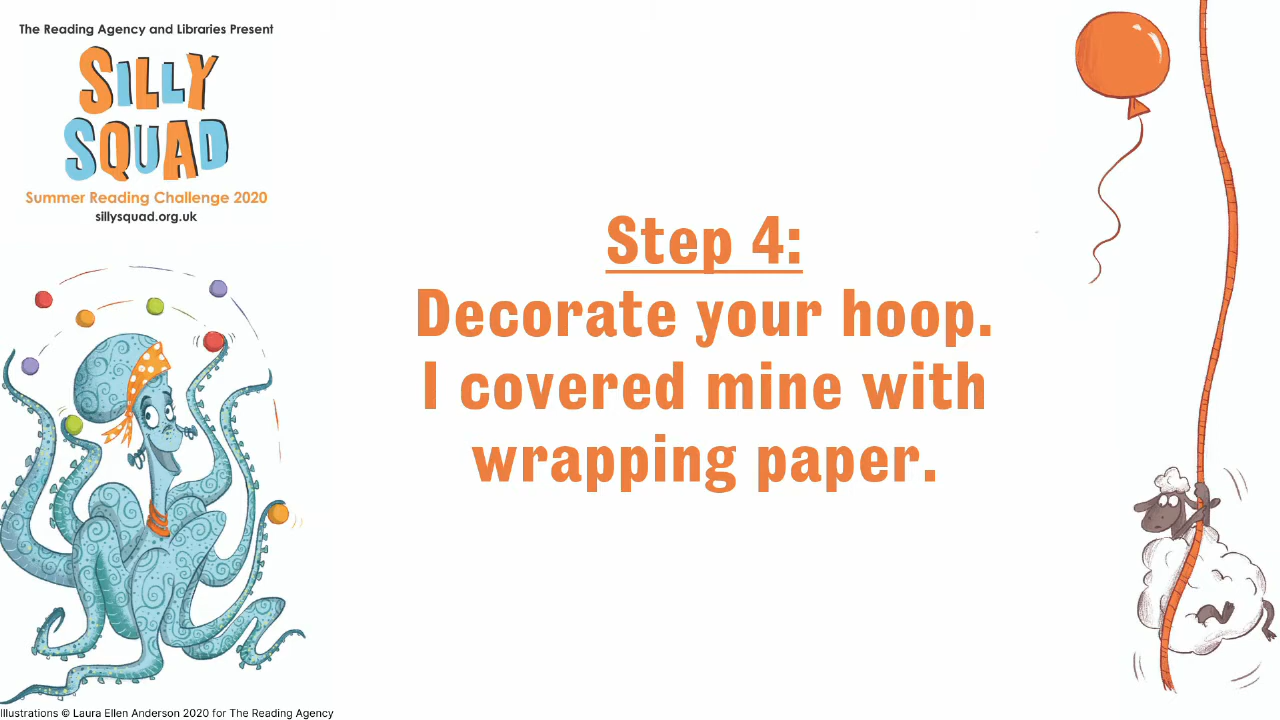 The Reading Agency and Libraries Present
SILLY
SQUAD
Summer Reading Challenge 2020
sillysquad.org.uk
Step 4:
Decorate your hoop.
I covered mine with
wrapping paper.
Illustrations © Laura Ellen Anderson 2020 for The Reading Agency